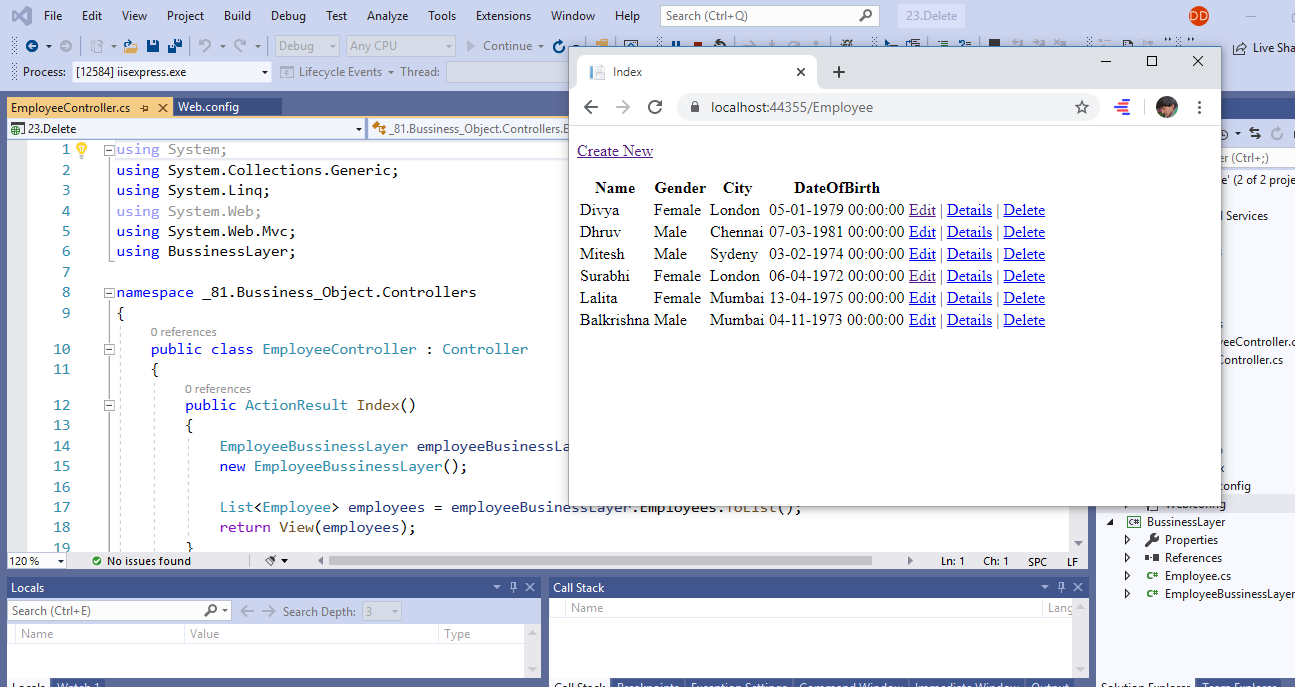 File Edit View Project Build Debug Test Analyze Tools Extensions Window Help Search (Ctrl+Q) 23.Delete DD
Debug Any CPU Continue Live Sha
Process: [12584] iisexpress.exe Lifecycle Events Thread:
EmployeeController.cs Web.config
23.Delete _81.Bussiness_Object.Controllers.E
1 using System;
2 using System.Collections.Generic;
3 using System.Linq;
4 using System.Web;
5 using System.Web.Mvc;
6 using BussinessLayer;
7
8 namespace _81.Bussiness_Object.Controllers
9 {
0 references
10 public class EmployeeController : Controller
11 {
0 references
12 public ActionResult Index()
13 {
14 EmployeeBussinessLayer employeeBusinessLa
15 new EmployeeBussinessLayer();
16
17 List<Employee> employees = employeeBusinessLayer.Employees.ToList();
18 return View(employees);
19 }
120 % No issues found Ln: 1 Ch: 1 SPC LF
Index
localhost:44355/Employee
Create New
Name Gender City DateOfBirth
Divya Female London 05-01-1979 00:00:00 Edit | Details | Delete
Dhruv Male Chennai 07-03-1981 00:00:00 Edit | Details | Delete
Mitesh Male Sydeny 03-02-1974 00:00:00 Edit | Details | Delete
Surabhi Female London 06-04-1972 00:00:00 Edit | Details | Delete
Lalita Female Mumbai 13-04-1975 00:00:00 Edit | Details | Delete
Balkrishna Male Mumbai 04-11-1973 00:00:00 Edit | Details | Delete
er (Ctrl+;)
e' (2 of 2 proje
l Services
yeeController.c
Controller.cs
config
Web.config
BussinessLayer
Properties
References
Employee.cs
EmployeeBussinessLayer
Locals
Search (Ctrl+E) Search Depth: 3
Name Value Type
Locals Watch 1
Call Stack
Name Lang
Call Stack Breakpoints Exception Settings Command Window Immediate Window Output
Solution Explorer Team Explorer